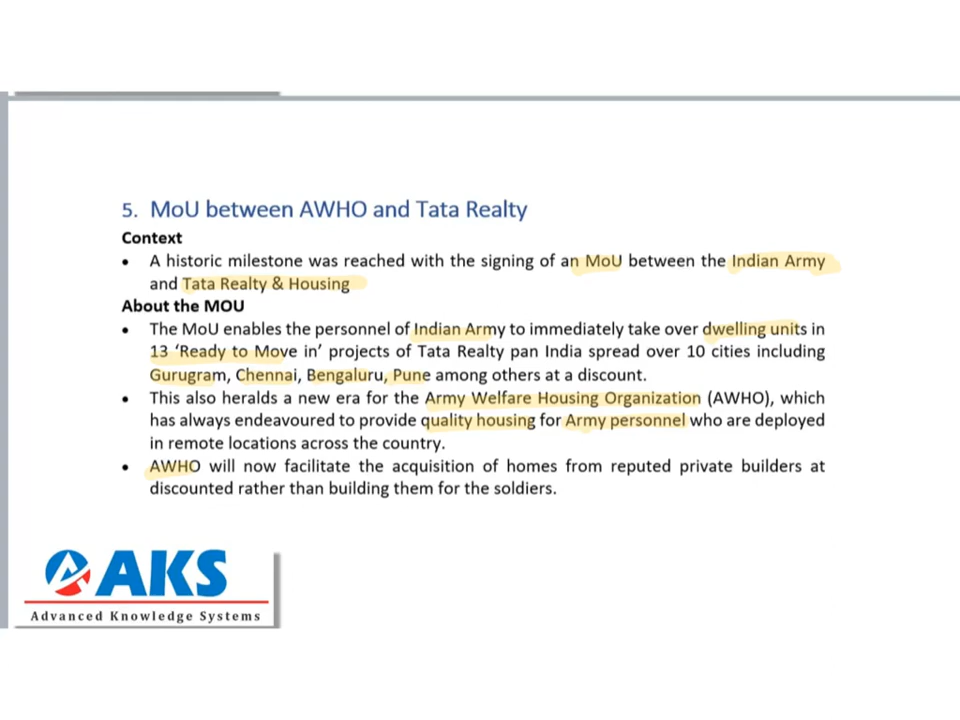 5. MoU between AWHO and Tata Realty
Context
• A historic milestone was reached with the signing of an MoU between the Indian Army
and Tata Realty & Housing
About the MOU
• The MoU enables the personnel of Indian Army to immediately take over dwelling units in
13 ‘Ready to Move in’ projects of Tata Realty pan India spread over 10 cities including
Gurugram, Chennai, Bengaluru, Pune among others at a discount.
• This also heralds a new era for the Army Welfare Housing Organization (AWHO), which
has always endeavoured to provide quality housing for Army personnel who are deployed
in remote locations across the country.
• AWHO will now facilitate the acquisition of homes from reputed private builders at
discounted rather than building them for the soldiers.
AKS
Advanced Knowledge Systems